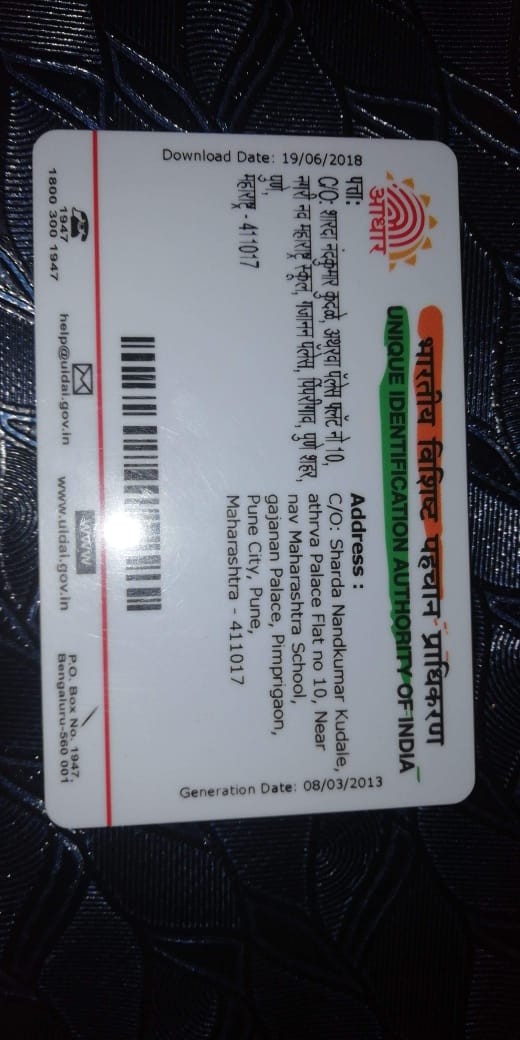 भारतीय विशिष्ट पहचान प्राधिकरण
UNIQUE IDENTIFICATION AUTHORITY OF INDIA
आधार
Download Date: 19/06/2018
Generation Date: 08/03/2013
पत्ता:
C/O: शारदा नंदकुमार कुदळे, अथरवा पॅलेस फ्लॅट नो 10,
नारी नव महाराष्ट्र स्कूल, गजानन पॅलेस, पिंपरीगाव, पुणे शहर,
पुणे,
महाराष्ट्र - 411017
Address :
C/O: Sharda Nandkumar Kudale,
athrva Palace Flat no 10, Near
nav Maharashtra School,
gajanan Palace, Pimprigaon,
Pune City, Pune,
Maharashtra - 411017
1947
1800 300 1947
help@uidai.gov.in
www
www.uidai.gov.in
P.O. Box No. 1947,
Bengaluru-560 001